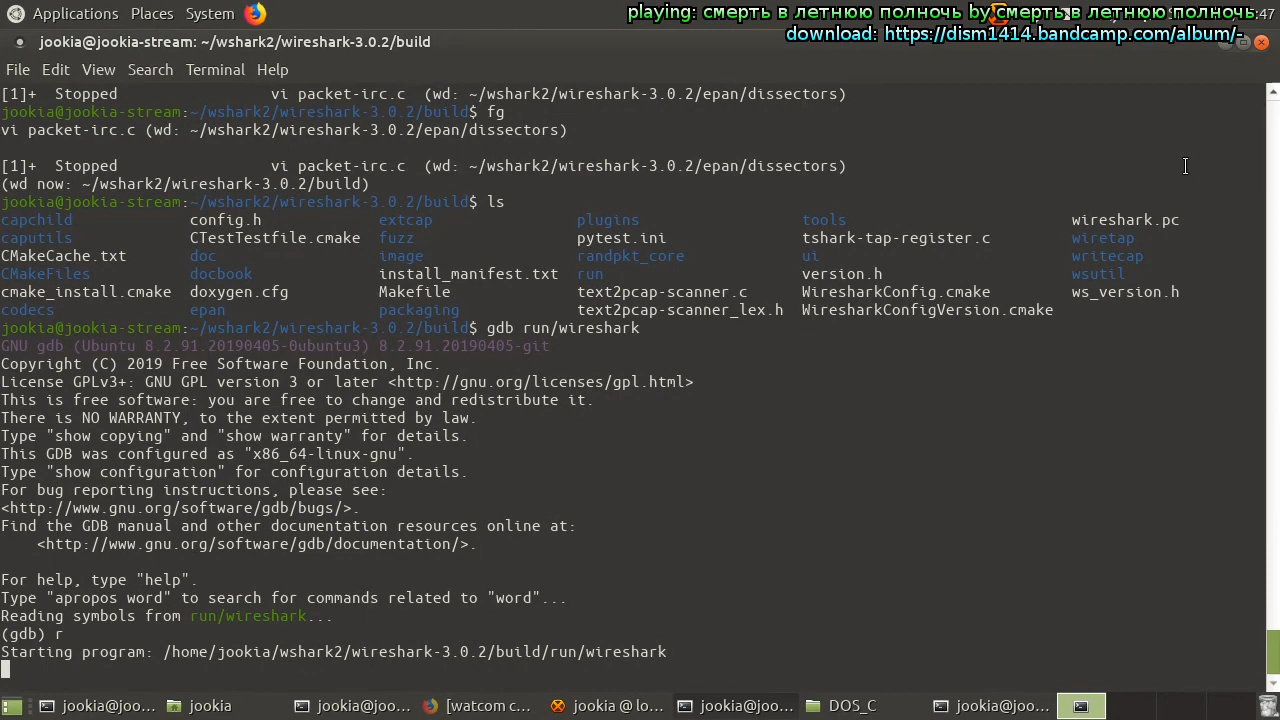 Applications Places System
playing: смерть в летнюю полночь by смерть в летнюю полночь
:47
download: https://dism1414.bandcamp.com/album/-
jookia@jookia-stream: ~/wshark2/wireshark-3.0.2/build
File Edit View Search Terminal Help
[1]+ Stopped vi packet-irc.c (wd: ~/wshark2/wireshark-3.0.2/epan/dissectors)
jookia@jookia-stream:~/wshark2/wireshark-3.0.2/build$ fg
vi packet-irc.c (wd: ~/wshark2/wireshark-3.0.2/epan/dissectors)
[1]+ Stopped vi packet-irc.c (wd: ~/wshark2/wireshark-3.0.2/epan/dissectors)
(wd now: ~/wshark2/wireshark-3.0.2/build)
jookia@jookia-stream:~/wshark2/wireshark-3.0.2/build$ ls
capchild config.h extcap plugins tools wireshark.pc
caputils CTestTestfile.cmake fuzz pytest.ini tshark-tap-register.c wiretap
CMakeCache.txt doc image randpkt_core ui writecap
CMakeFiles docbook install_manifest.txt run version.h wsutil
cmake_install.cmake doxygen.cfg Makefile text2pcap-scanner.c WiresharkConfig.cmake ws_version.h
codecs epan packaging text2pcap-scanner_lex.h WiresharkConfigVersion.cmake
jookia@jookia-stream:~/wshark2/wireshark-3.0.2/build$ gdb run/wireshark
GNU gdb (Ubuntu 8.2.91.20190405-0ubuntu3) 8.2.91.20190405-git
Copyright (C) 2019 Free Software Foundation, Inc.
License GPLv3+: GNU GPL version 3 or later <http://gnu.org/licenses/gpl.html>
This is free software: you are free to change and redistribute it.
There is NO WARRANTY, to the extent permitted by law.
Type "show copying" and "show warranty" for details.
This GDB was configured as "x86_64-linux-gnu".
Type "show configuration" for configuration details.
For bug reporting instructions, please see:
<http://www.gnu.org/software/gdb/bugs/>.
Find the GDB manual and other documentation resources online at:
<http://www.gnu.org/software/gdb/documentation/>.
For help, type "help".
Type "apropos word" to search for commands related to "word"...
Reading symbols from run/wireshark...
(gdb) r
Starting program: /home/jookia/wshark2/wireshark-3.0.2/build/run/wireshark
jookia@joo... jookia jookia@joo... [watcom c... jookia @ lo... jookia@joo... DOS_C jookia@joo...